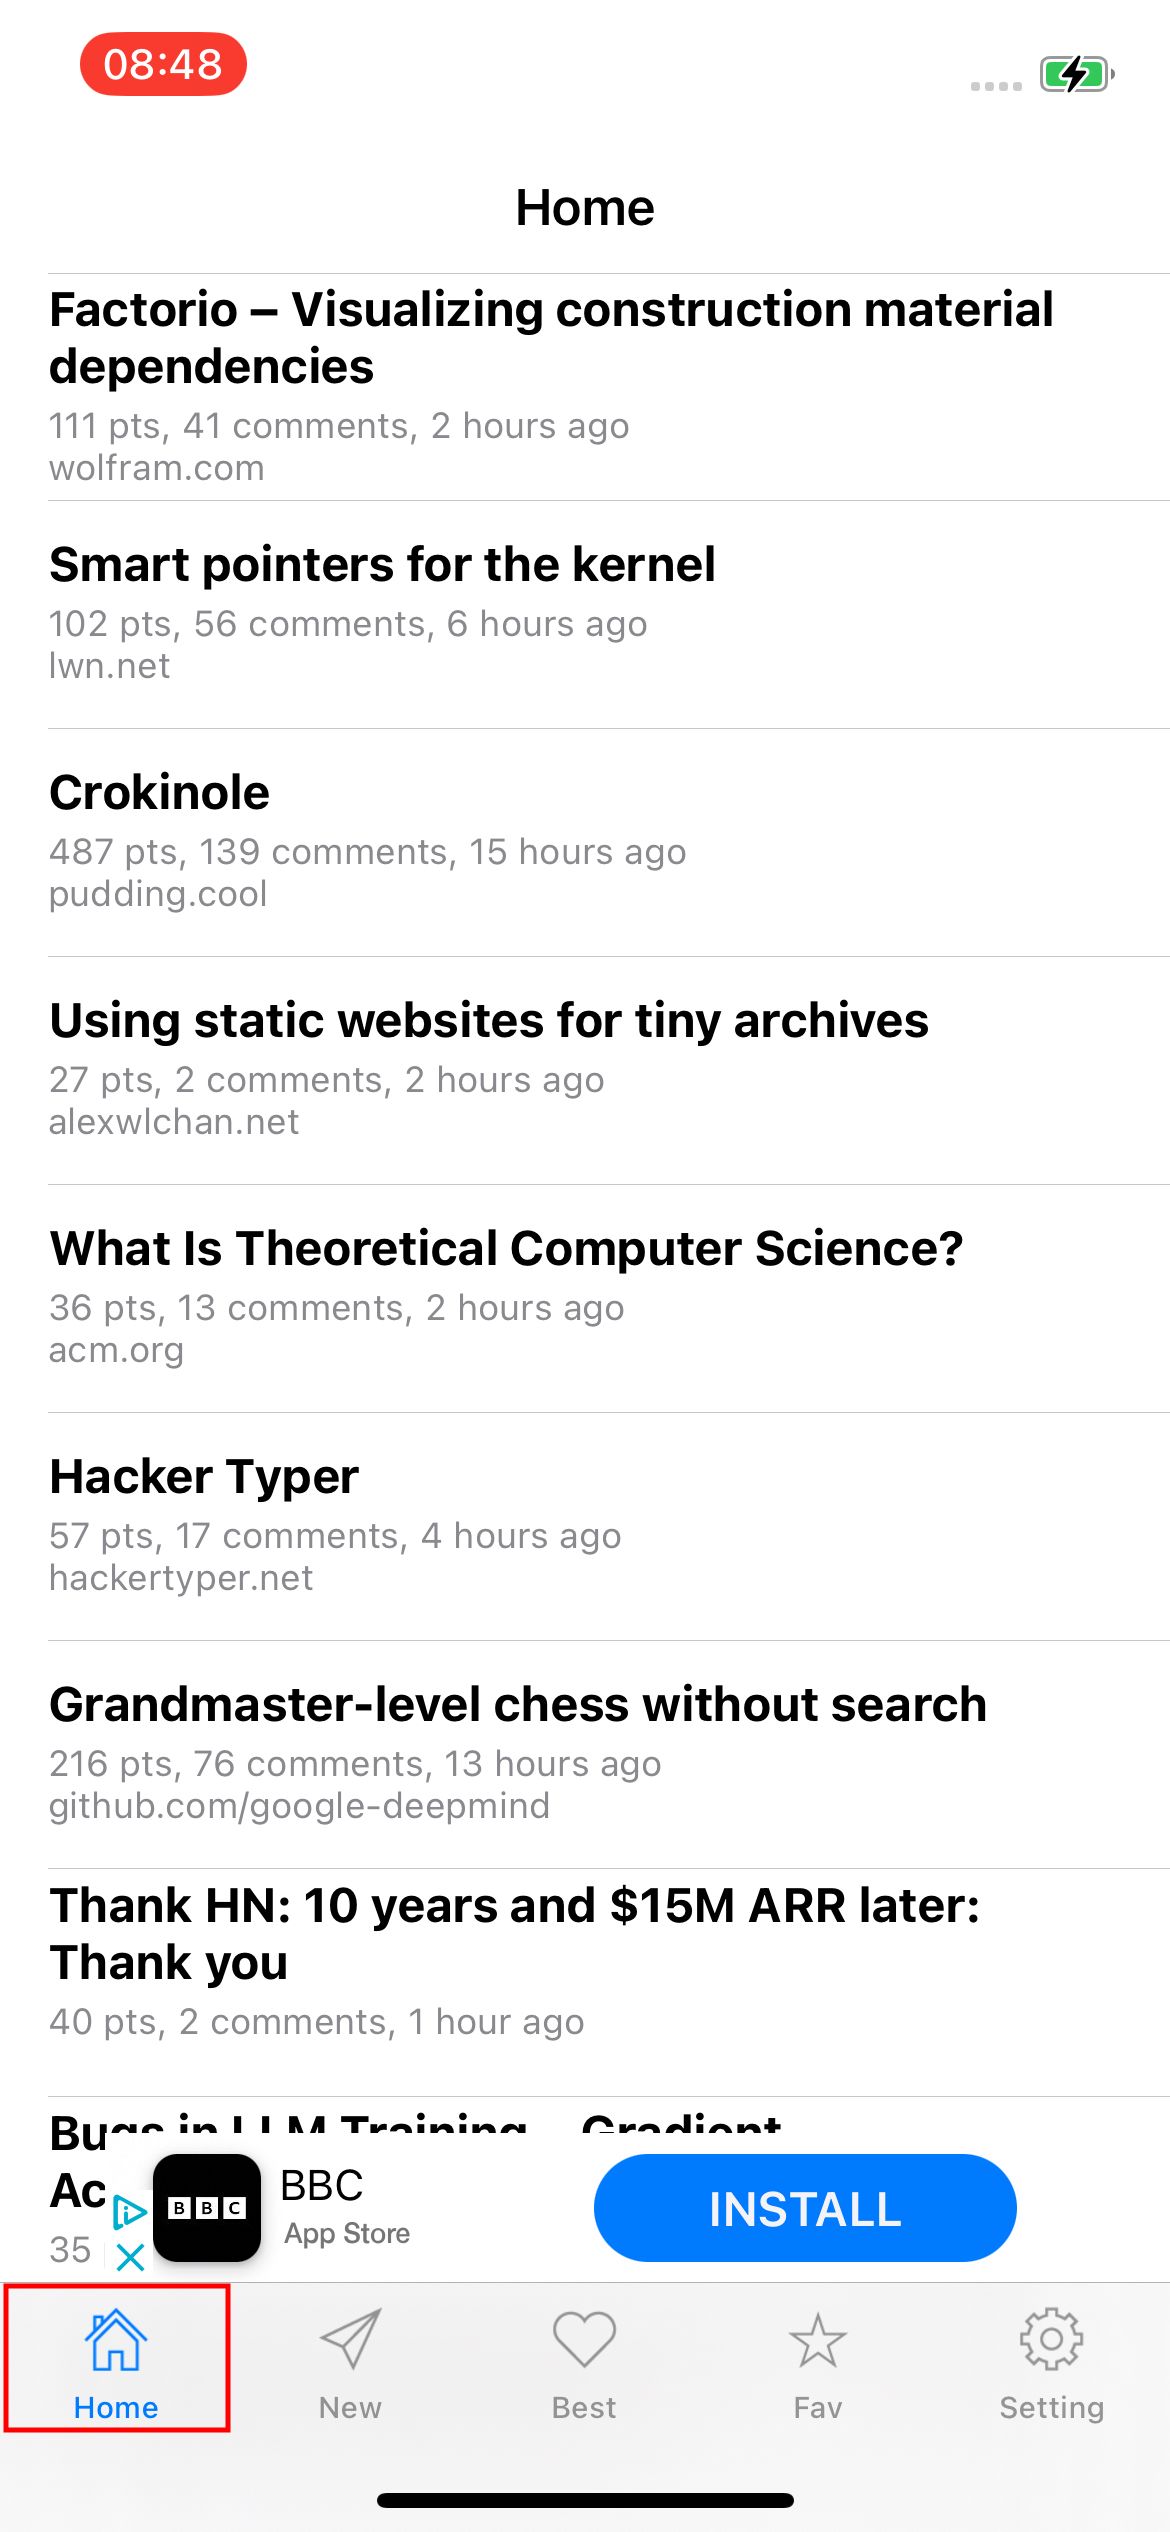 08:48
Home
Factorio – Visualizing construction material
dependencies
111 pts, 41 comments, 2 hours ago
wolfram.com
Smart pointers for the kernel
102 pts, 56 comments, 6 hours ago
lwn.net
Crokinole
487 pts, 139 comments, 15 hours ago
pudding.cool
Using static websites for tiny archives
27 pts, 2 comments, 2 hours ago
alexwlchan.net
What Is Theoretical Computer Science?
36 pts, 13 comments, 2 hours ago
acm.org
Hacker Typer
57 pts, 17 comments, 4 hours ago
hackertyper.net
Grandmaster-level chess without search
216 pts, 76 comments, 13 hours ago
github.com/google-deepmind
Thank HN: 10 years and $15M ARR later:
Thank you
40 pts, 2 comments, 1 hour ago
Bugs in LLM Training – Gradient
Ac
35
BBC
BBC
App Store
INSTALL
Home
New
Best
Fav
Setting